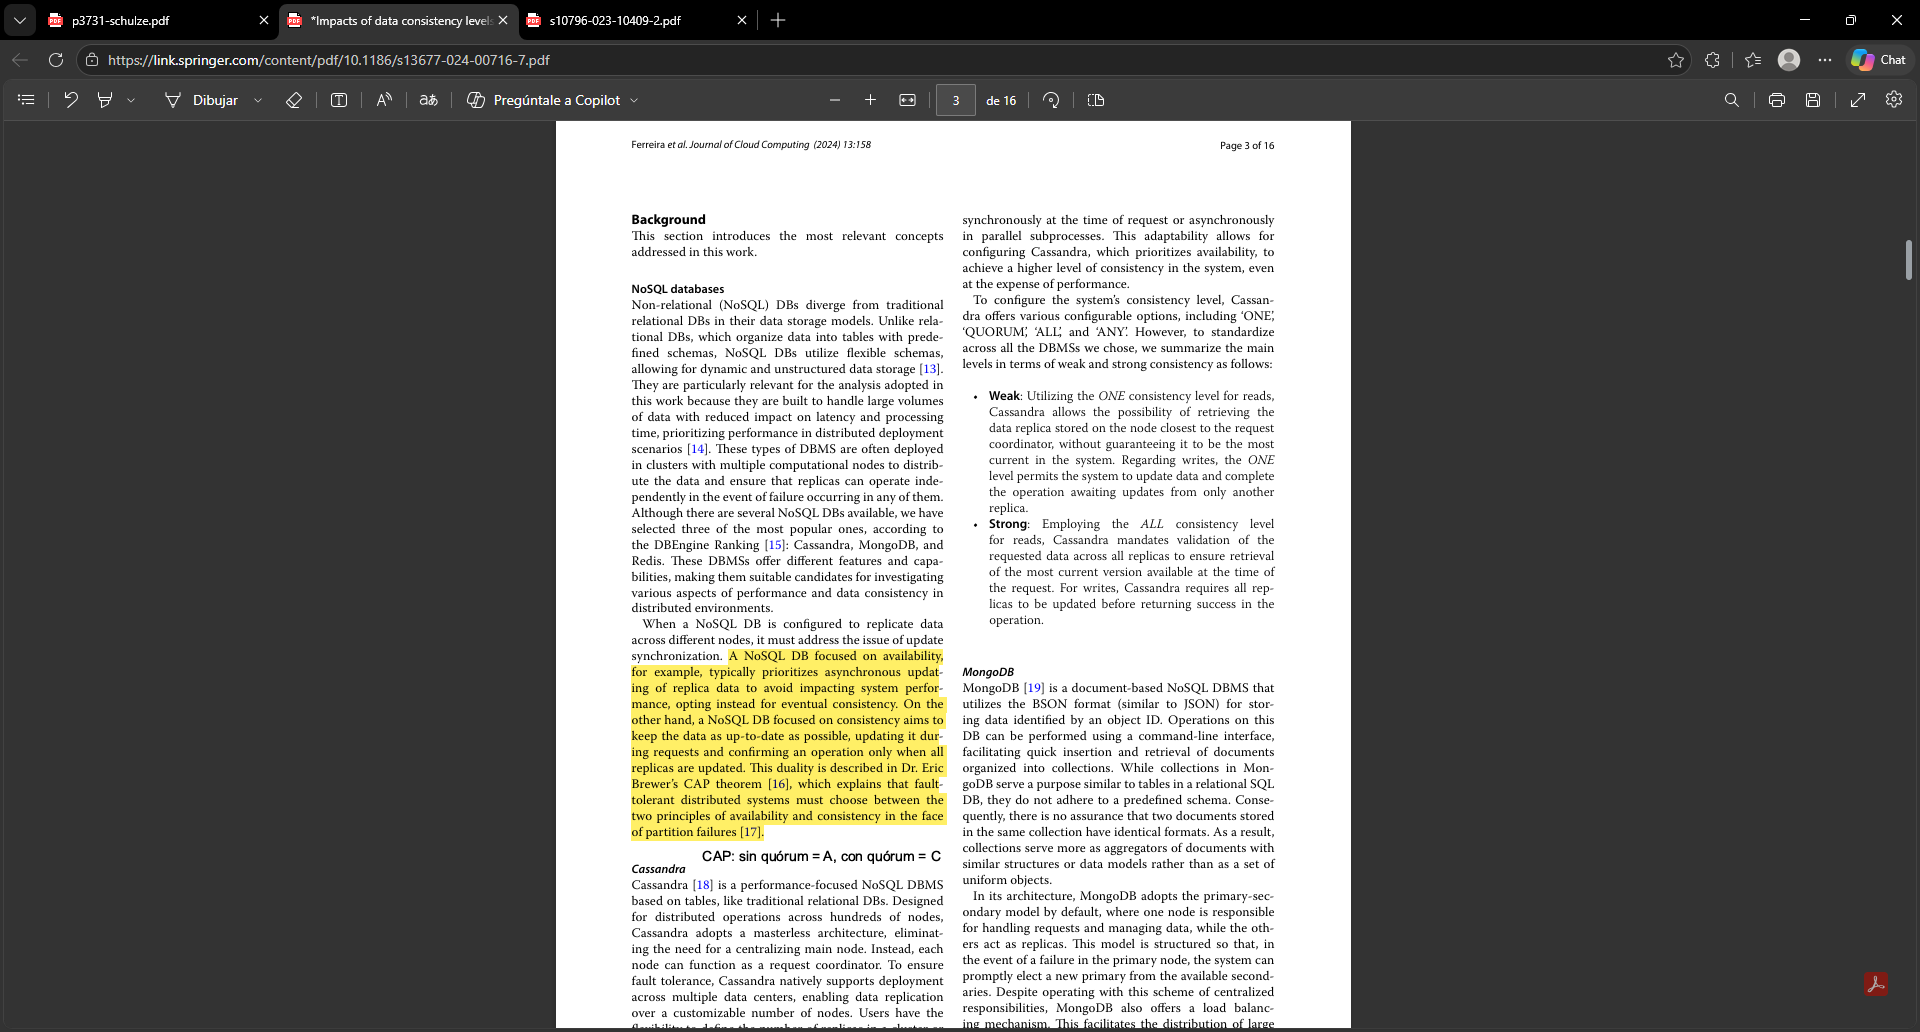 p3731-schulze.pdf
*Impacts of data consistency levels
s10796-023-10409-2.pdf
https://link.springer.com/content/pdf/10.1186/s13677-024-00716-7.pdf
Chat
Dibujar
Pregúntale a Copilot
3
de 16
Ferreira et al. Journal of Cloud Computing (2024) 13:158
Page 3 of 16
Background
This section introduces the most relevant concepts
addressed in this work.
NoSQL databases
Non-relational (NoSQL) DBs diverge from traditional
relational DBs in their data storage models. Unlike rela-
tional DBs, which organize data into tables with prede-
fined schemas, NoSQL DBs utilize flexible schemas,
allowing for dynamic and unstructured data storage [13].
They are particularly relevant for the analysis adopted in
this work because they are built to handle large volumes
of data with reduced impact on latency and processing
time, prioritizing performance in distributed deployment
scenarios [14]. These types of DBMS are often deployed
in clusters with multiple computational nodes to distrib-
ute the data and ensure that replicas can operate inde-
pendently in the event of failure occurring in any of them.
Although there are several NoSQL DBs available, we have
selected three of the most popular ones, according to
the DBEngine Ranking [15]: Cassandra, MongoDB, and
Redis. These DBMSs offer different features and capa-
bilities, making them suitable candidates for investigating
various aspects of performance and data consistency in
distributed environments.
When a NoSQL DB is configured to replicate data
across different nodes, it must address the issue of update
synchronization. A NoSQL DB focused on availability,
for example, typically prioritizes asynchronous updat-
ing of replica data to avoid impacting system perfor-
mance, opting instead for eventual consistency. On the
other hand, a NoSQL DB focused on consistency aims to
keep the data as up-to-date as possible, updating it dur-
ing requests and confirming an operation only when all
replicas are updated. This duality is described in Dr. Eric
Brewer's CAP theorem [16], which explains that fault-
tolerant distributed systems must choose between the
two principles of availability and consistency in the face
of partition failures [17].
CAP: sin quórum = A, con quórum = C
Cassandra
Cassandra [18] is a performance-focused NoSQL DBMS
based on tables, like traditional relational DBs. Designed
for distributed operations across hundreds of nodes,
Cassandra adopts a masterless architecture, eliminat-
ing the need for a centralizing main node. Instead, each
node can function as a request coordinator. To ensure
fault tolerance, Cassandra natively supports deployment
across multiple data centers, enabling data replication
over a customizable number of nodes. Users have the
flexibility to define the number of replicas in a cluster or
synchronously at the time of request or asynchronously
in parallel subprocesses. This adaptability allows for
configuring Cassandra, which prioritizes availability, to
achieve a higher level of consistency in the system, even
at the expense of performance.
To configure the system's consistency level, Cassan-
dra offers various configurable options, including 'ONE',
'QUORUM', 'ALL', and 'ANY'. However, to standardize
across all the DBMSs we chose, we summarize the main
levels in terms of weak and strong consistency as follows:
• Weak: Utilizing the ONE consistency level for reads,
Cassandra allows the possibility of retrieving the
data replica stored on the node closest to the request
coordinator, without guaranteeing it to be the most
current in the system. Regarding writes, the ONE
level permits the system to update data and complete
the operation awaiting updates from only another
replica.
• Strong: Employing the ALL consistency level
for reads, Cassandra mandates validation of the
requested data across all replicas to ensure retrieval
of the most current version available at the time of
the request. For writes, Cassandra requires all rep-
licas to be updated before returning success in the
operation.
MongoDB
MongoDB [19] is a document-based NoSQL DBMS that
utilizes the BSON format (similar to JSON) for stor-
ing data identified by an object ID. Operations on this
DB can be performed using a command-line interface,
facilitating quick insertion and retrieval of documents
organized into collections. While collections in Mon-
goDB serve a purpose similar to tables in a relational SQL
DB, they do not adhere to a predefined schema. Conse-
quently, there is no assurance that two documents stored
in the same collection have identical formats. As a result,
collections serve more as aggregators of documents with
similar structures or data models rather than as a set of
uniform objects.
In its architecture, MongoDB adopts the primary-sec-
ondary model by default, where one node is responsible
for handling requests and managing data, while the oth-
ers act as replicas. This model is structured so that, in
the event of a failure in the primary node, the system can
promptly elect a new primary from the available second-
aries. Despite operating with this scheme of centralized
responsibilities, MongoDB also offers a load balanc-
ing mechanism. This facilitates the distribution of large